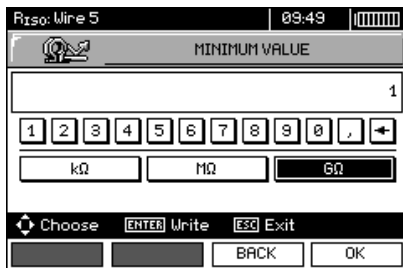 RISO: Wire 5 09:49
MINIMUM VALUE
1
1 2 3 4 5 6 7 8 9 0 , ←
kΩ MΩ GΩ
Choose ENTER Write ESC Exit
BACK OK